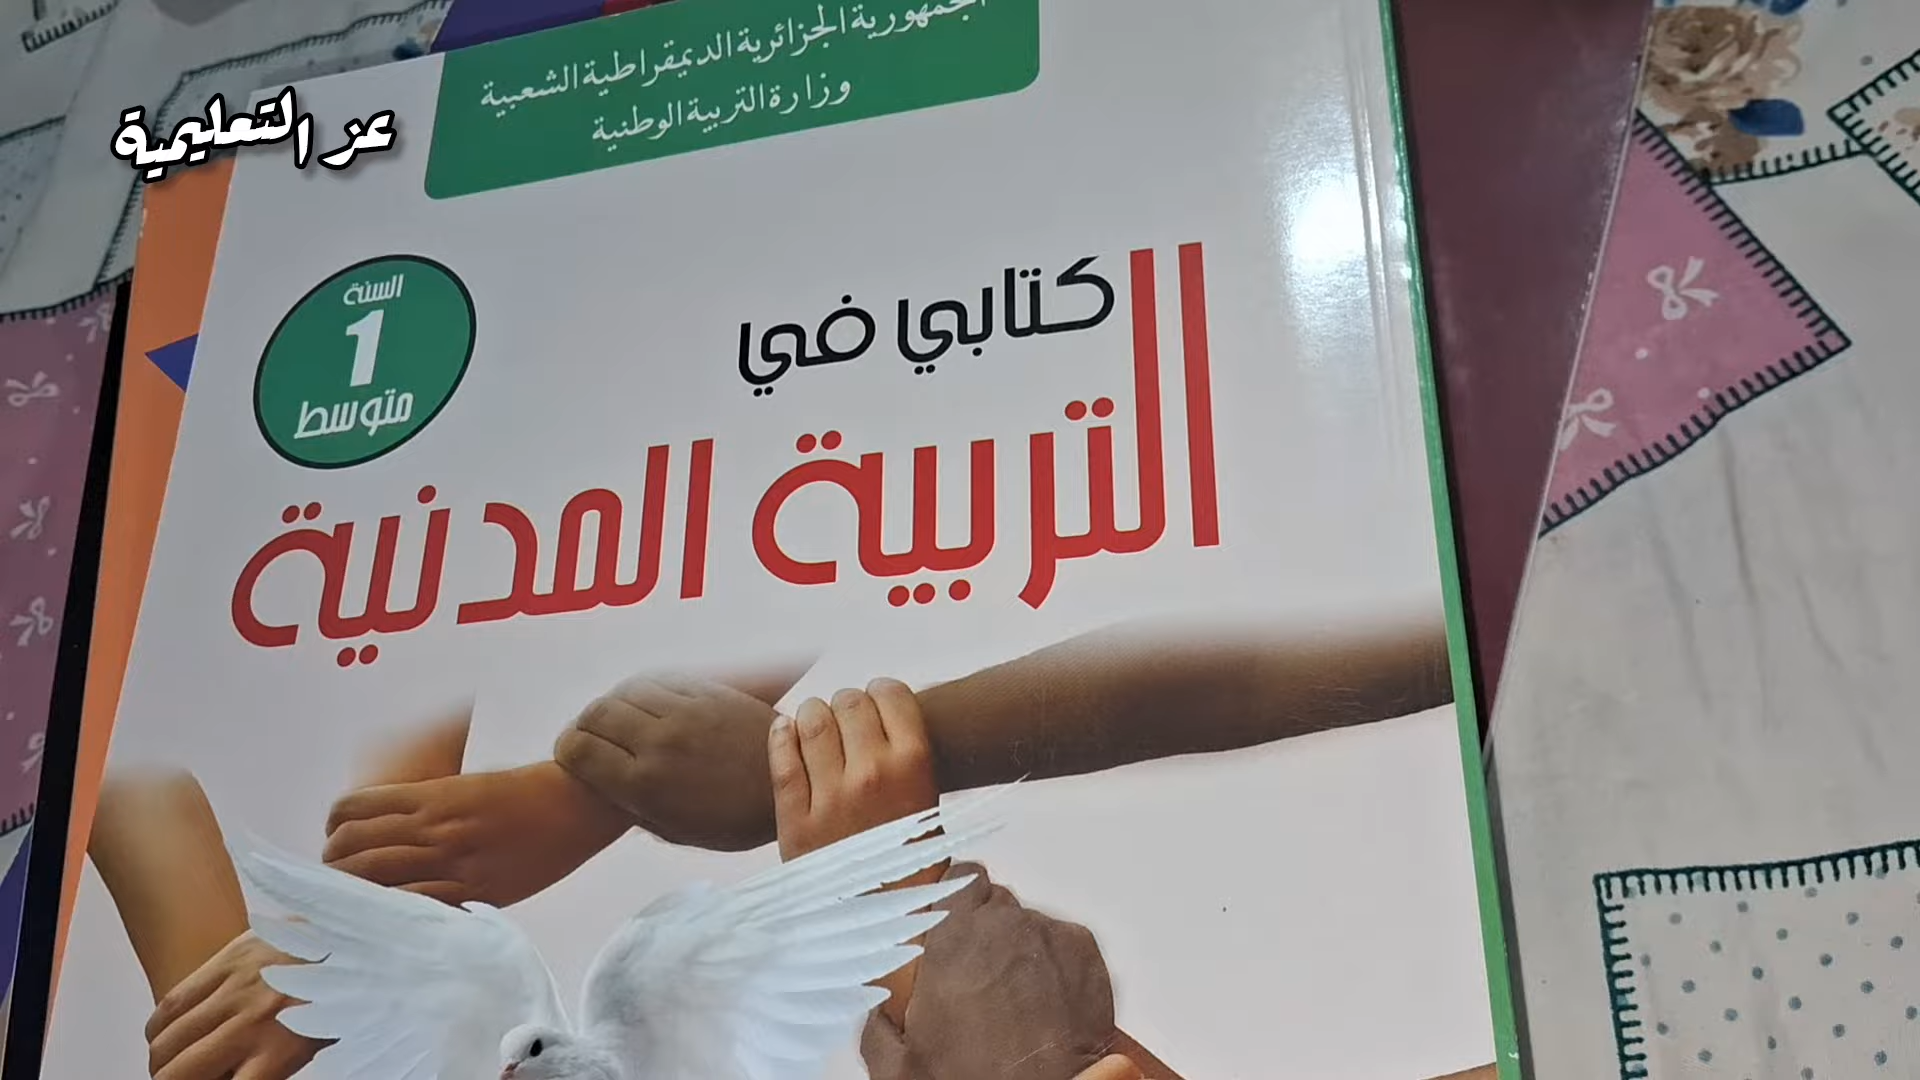 الجمهورية الجزائرية الديمقراطية الشعبية
وزارة التربية الوطنية
عز التعليمية
السنة
1
متوسط
كتابي في
التربية المدنية